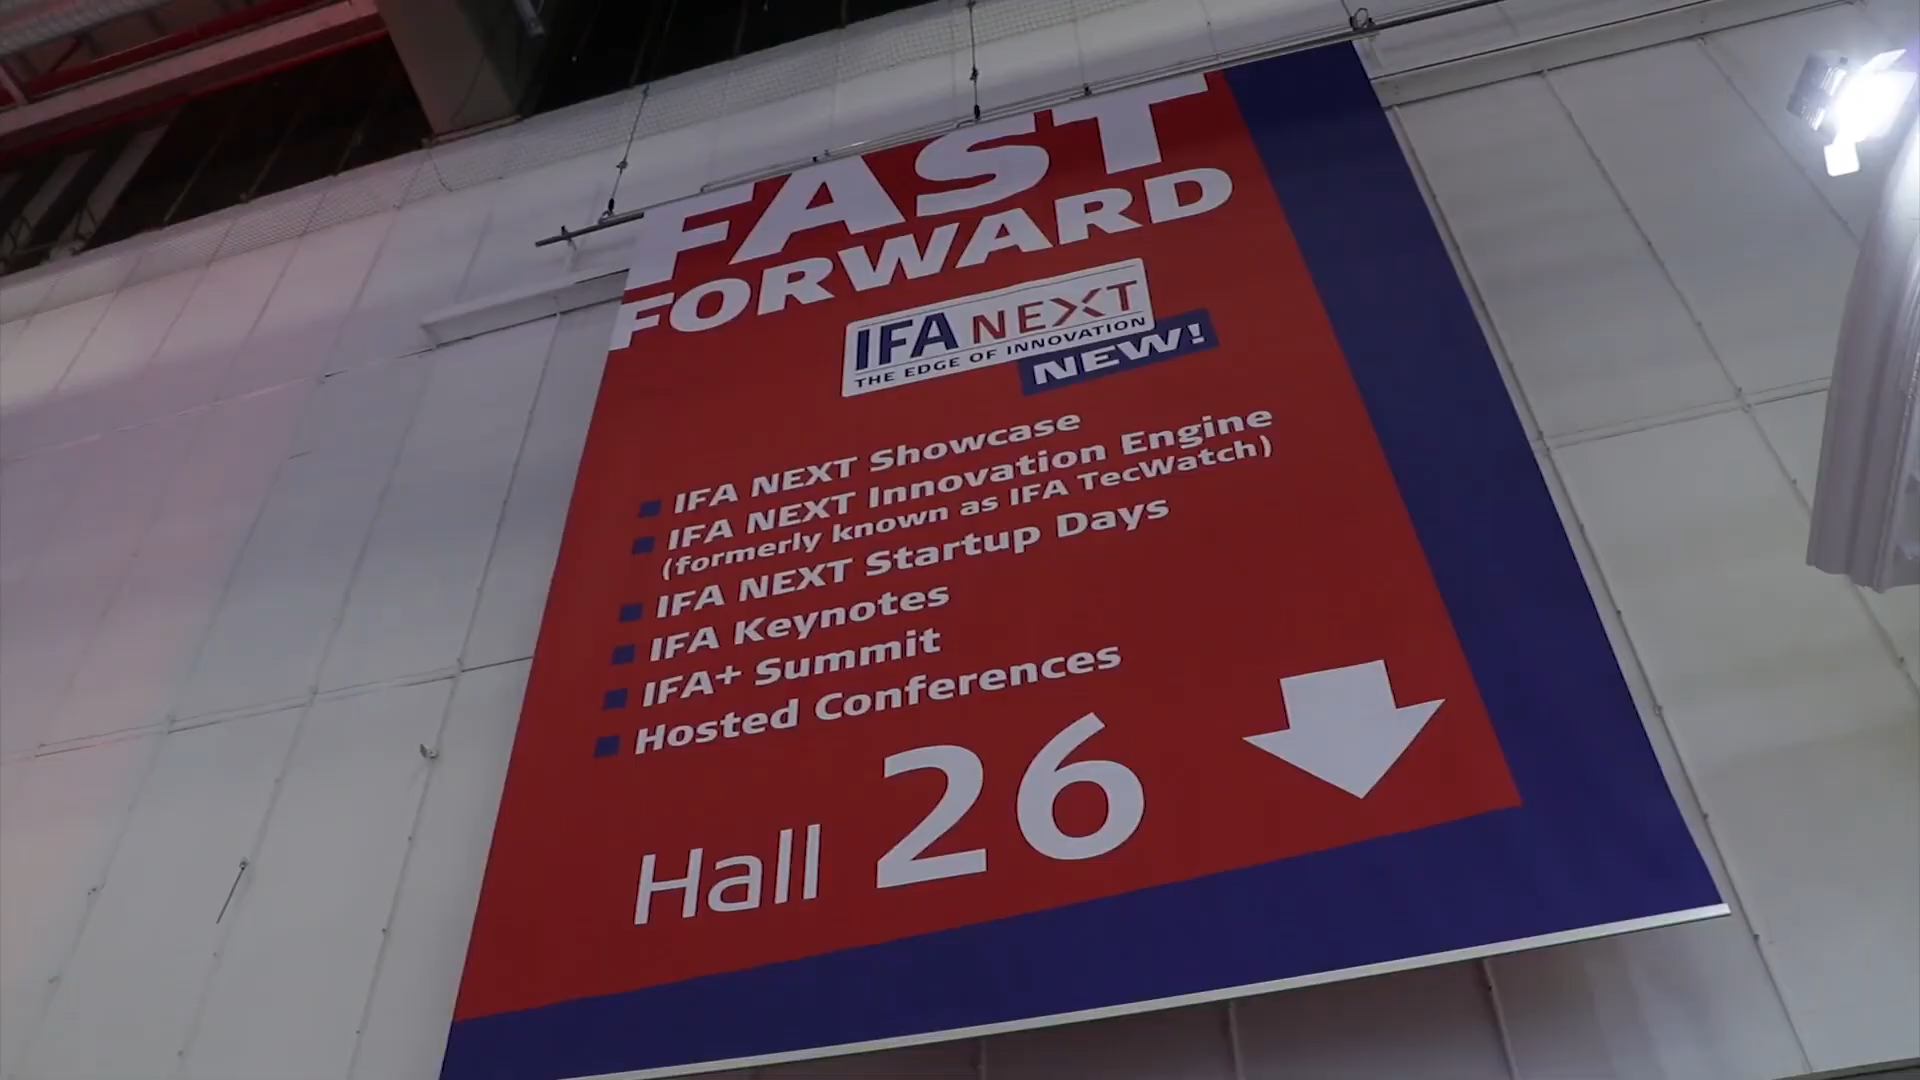 FAST
FORWARD
IFA NEXT
THE EDGE OF INNOVATION
NEW!
IFA NEXT Showcase
IFA NEXT Innovation Engine
(formerly known as IFA TecWatch)
IFA NEXT Startup Days
IFA Keynotes
IFA+ Summit
Hosted Conferences
Hall 26